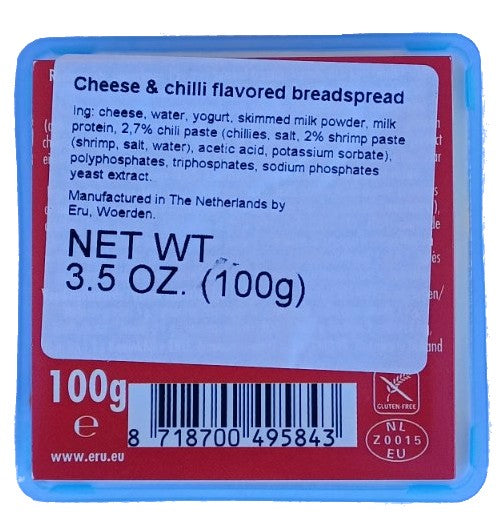 Cheese & chilli flavored breadspread
Ing: cheese, water, yogurt, skimmed milk powder, milk
protein, 2,7% chili paste (chillies, salt, 2% shrimp paste
(shrimp, salt, water), acetic acid, potassium sorbate),
polyphosphates, triphosphates, sodium phosphates
yeast extract.
Manufactured in The Netherlands by
Eru, Woerden.
NET WT
3.5 OZ. (100g)
100g
e
8 718700 495843
www.eru.eu
GLUTEN-FREE
NL
Z0015
EU